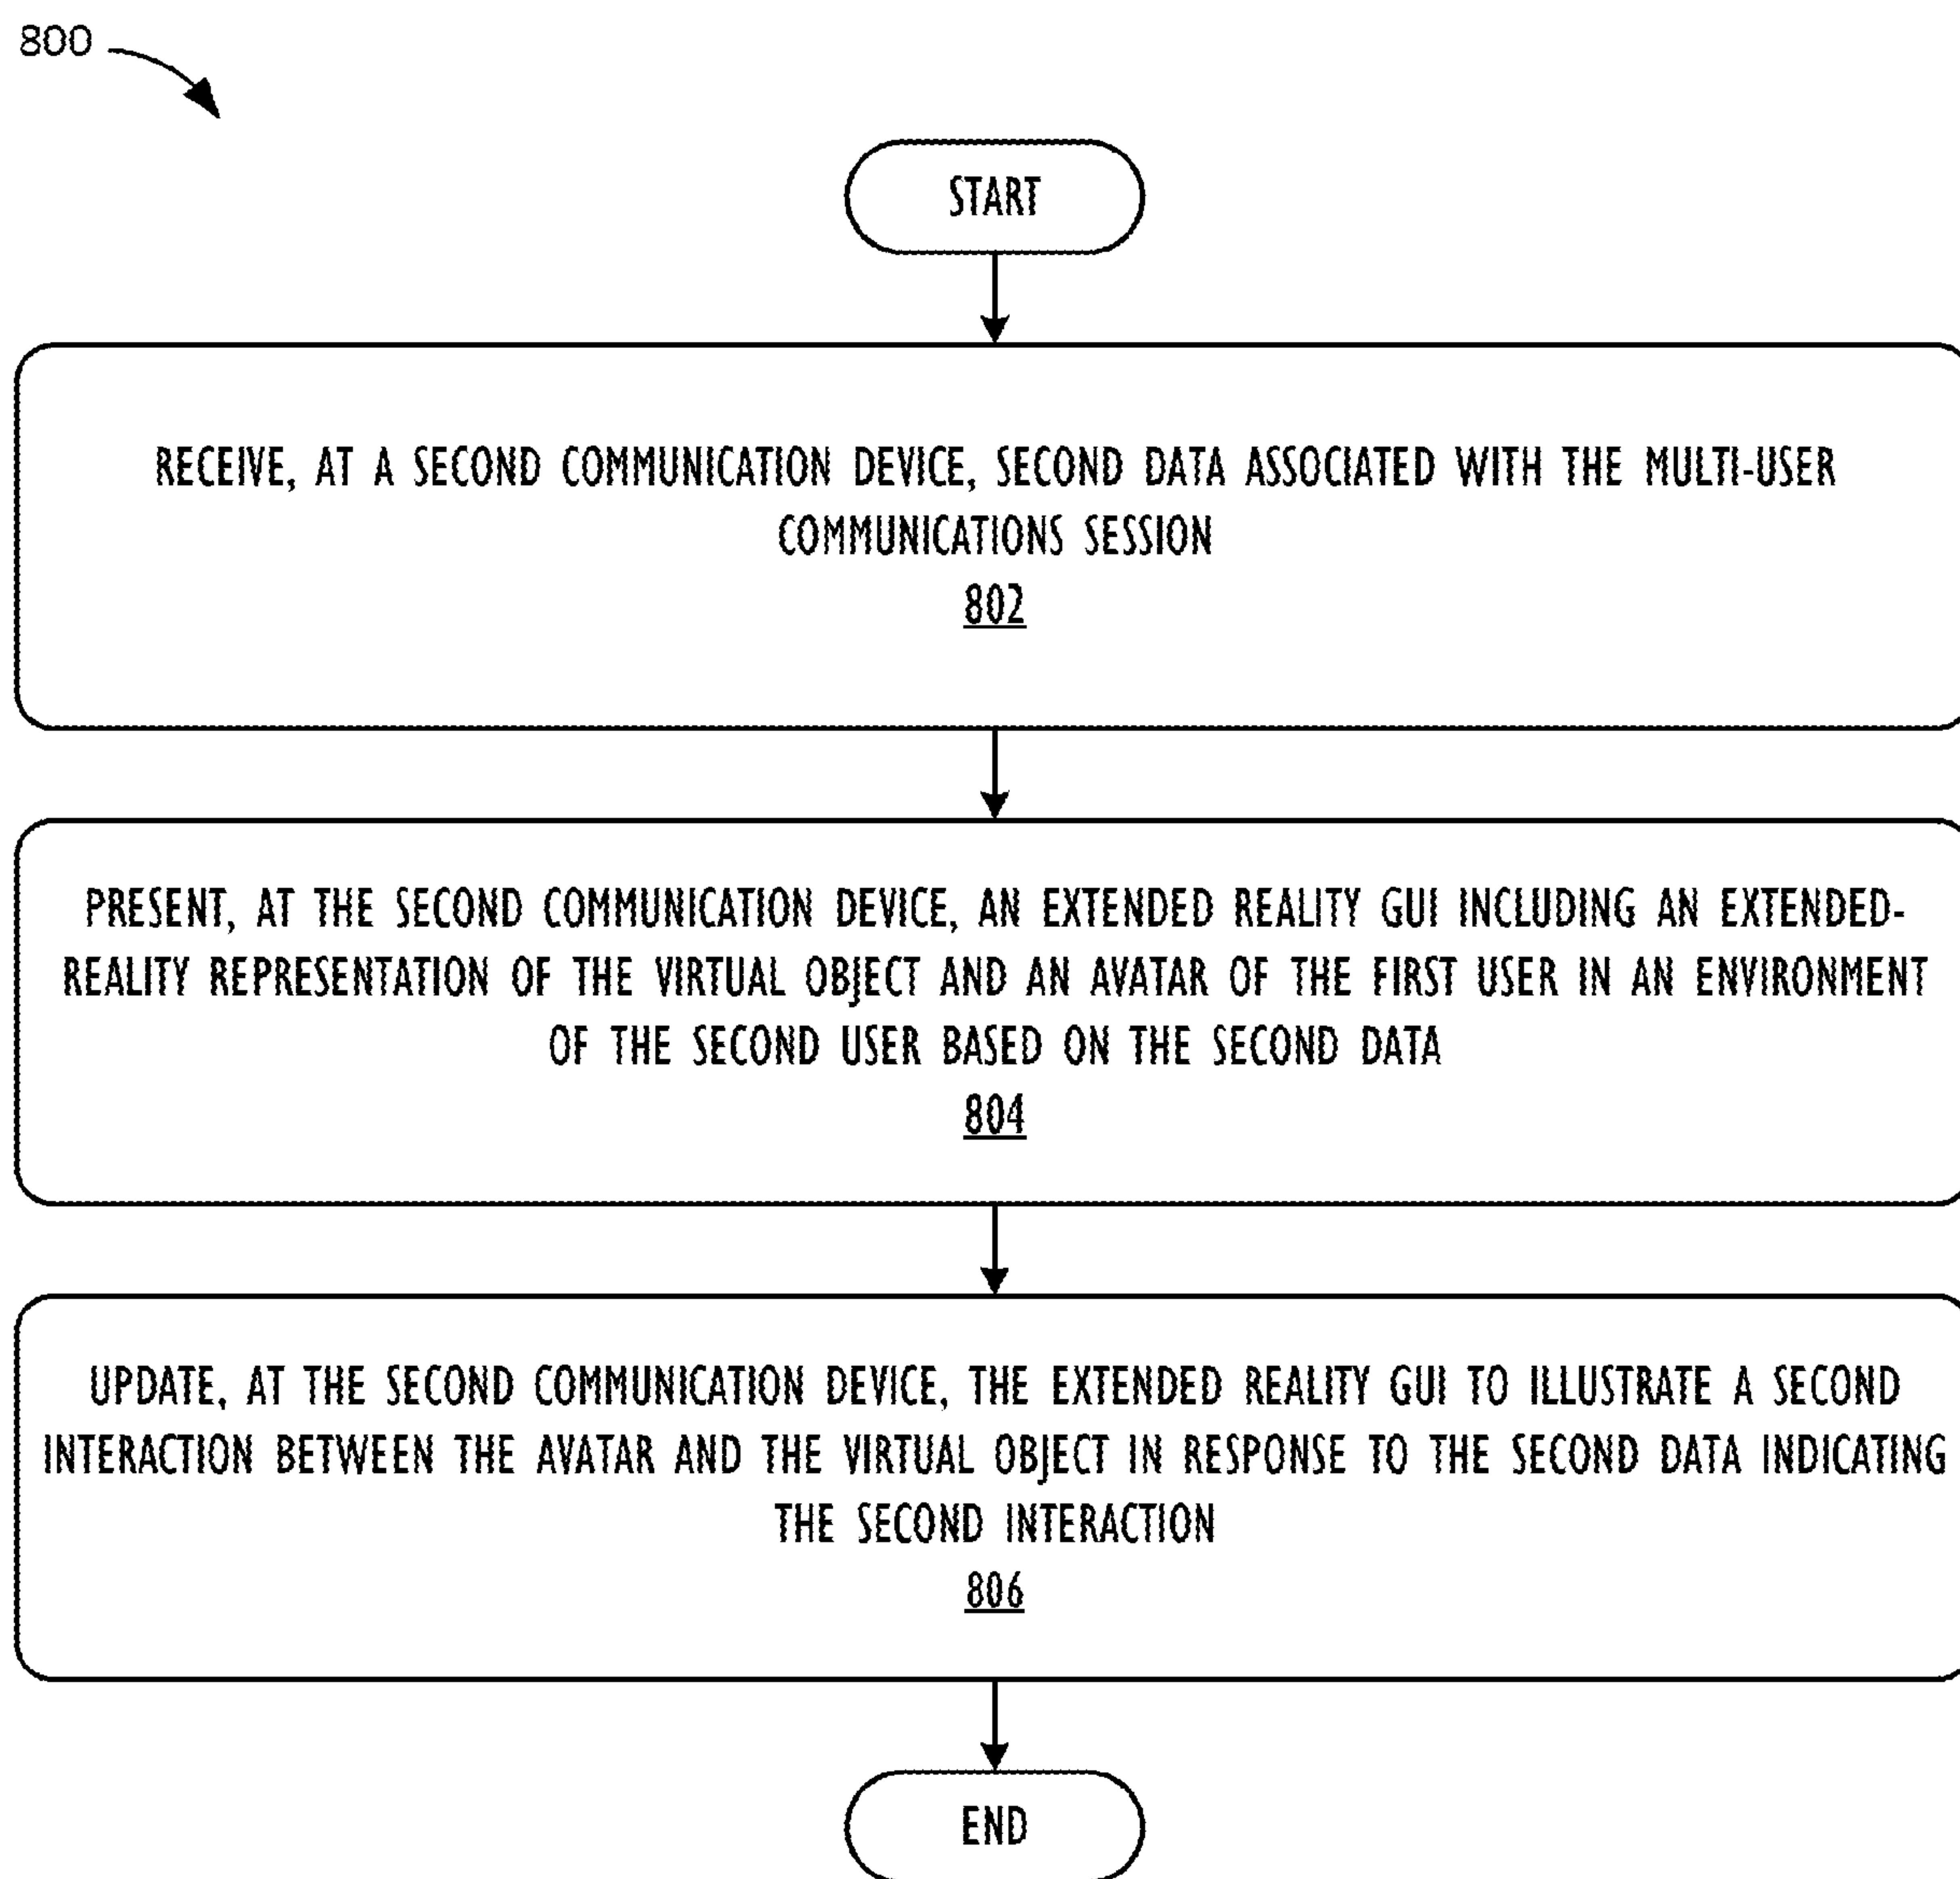 800
START
RECEIVE, AT A SECOND COMMUNICATION DEVICE, SECOND DATA ASSOCIATED WITH THE MULTI-USER
COMMUNICATIONS SESSION
802
PRESENT, AT THE SECOND COMMUNICATION DEVICE, AN EXTENDED REALITY GUI INCLUDING AN EXTENDED-
REALITY REPRESENTATION OF THE VIRTUAL OBJECT AND AN AVATAR OF THE FIRST USER IN AN ENVIRONMENT
OF THE SECOND USER BASED ON THE SECOND DATA
804
UPDATE, AT THE SECOND COMMUNICATION DEVICE, THE EXTENDED REALITY GUI TO ILLUSTRATE A SECOND
INTERACTION BETWEEN THE AVATAR AND THE VIRTUAL OBJECT IN RESPONSE TO THE SECOND DATA INDICATING
THE SECOND INTERACTION
806
END